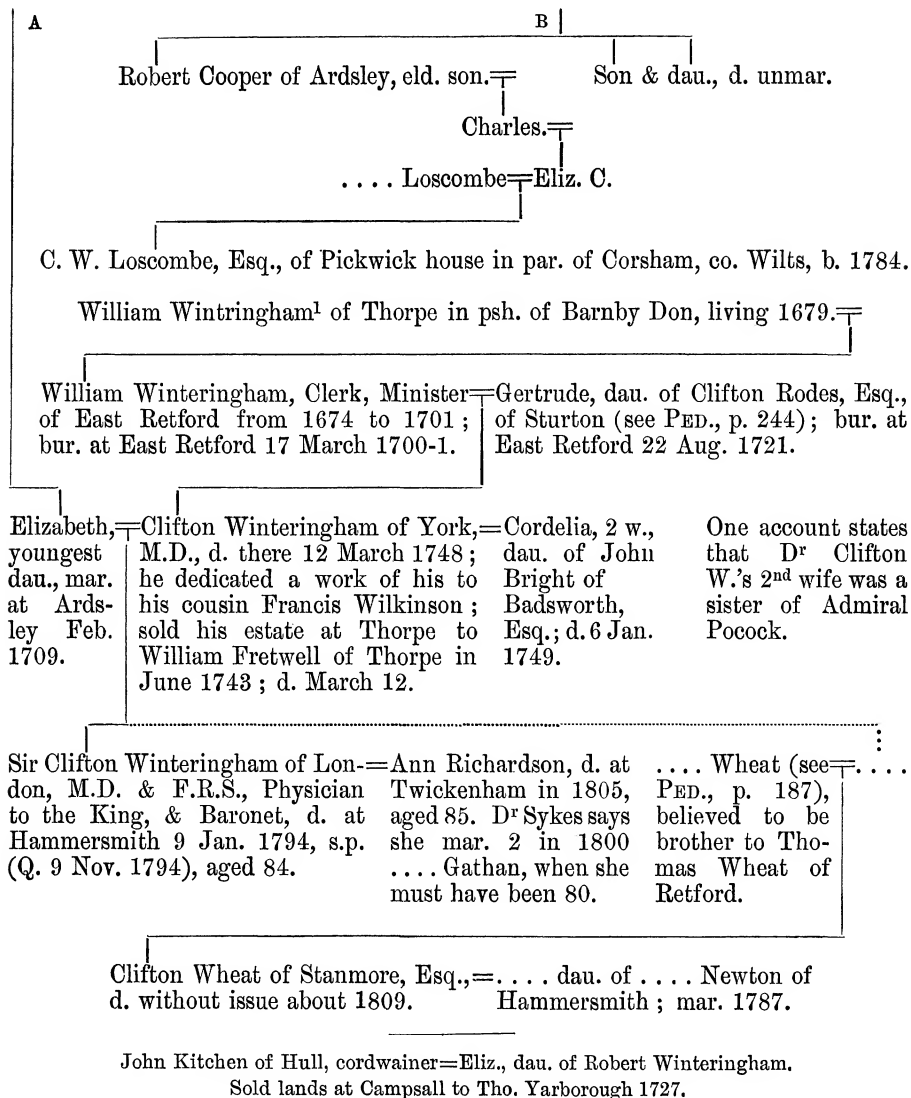 A
B
Robert Cooper of Ardsley, eld. son.=
Son & dau., d. unmar.
Charles.=
.... Loscombe=Eliz. C.
C. W. Loscombe, Esq., of Pickwick house in par. of Corsham, co. Wilts, b. 1784.
William Wintringham¹ of Thorpe in psh. of Barnby Don, living 1679.=
William Winteringham, Clerk, Minister=
of East Retford from 1674 to 1701 ;
bur. at East Retford 17 March 1700-1.
Gertrude, dau. of Clifton Rodes, Esq.,
of Sturton (see PED., p. 244) ; bur. at
East Retford 22 Aug. 1721.
Elizabeth,=
youngest
dau., mar.
at Ards-
ley Feb.
1709.
Clifton Winteringham of York,=
M.D., d. there 12 March 1748 ;
he dedicated a work of his to
his cousin Francis Wilkinson ;
sold his estate at Thorpe to
William Fretwell of Thorpe in
June 1743 ; d. March 12.
Cordelia, 2 w.,
dau. of John
Bright of
Badsworth,
Esq. ; d. 6 Jan.
1749.
One account states
that Dʳ Clifton
W.'s 2ⁿᵈ wife was a
sister of Admiral
Pocock.
Sir Clifton Winteringham of Lon-=
don, M.D. & F.R.S., Physician
to the King, & Baronet, d. at
Hammersmith 9 Jan. 1794, s.p.
(Q. 9 Nov. 1794), aged 84.
Ann Richardson, d. at
Twickenham in 1805,
aged 85. Dʳ Sykes says
she mar. 2 in 1800
.... Gathan, when she
must have been 80.
.... Wheat (see=....
PED., p. 187),
believed to be
brother to Tho-
mas Wheat of
Retford.
Clifton Wheat of Stanmore, Esq.,=
d. without issue about 1809.
.... dau. of .... Newton of
Hammersmith ; mar. 1787.
John Kitchen of Hull, cordwainer=Eliz., dau. of Robert Winteringham.
Sold lands at Campsall to Tho. Yarborough 1727.